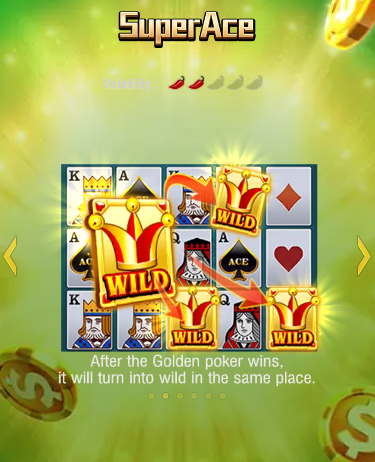 SuperAce
Volatility:
K A K WILD
A WILD Q A
ACE ACE
K K WILD Q A WILD
After the Golden poker wins,
it will turn into wild in the same place.